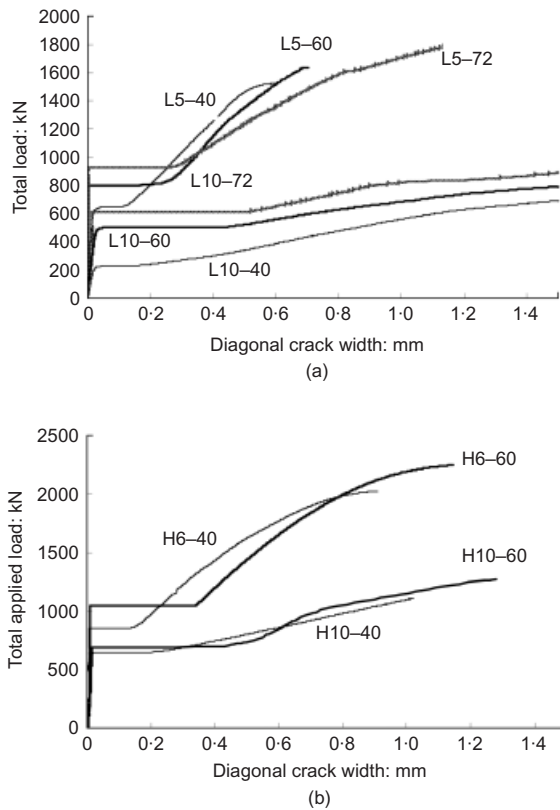 2000
1800
1600
1400
1200
1000
800
600
400
200
0
Total load: kN
L5–60
L5–72
L5–40
L10–72
L10–60
L10–40
0 0·2 0·4 0·6 0·8 1·0 1·2 1·4
Diagonal crack width: mm
(a)
2500
2000
1500
1000
500
0
Total applied load: kN
H6–60
H6–40
H10–60
H10–40
0 0·2 0·4 0·6 0·8 1·0 1·2 1·4
Diagonal crack width: mm
(b)